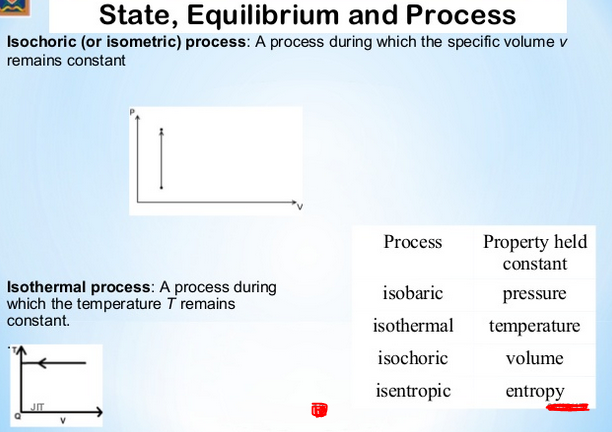 State, Equilibrium and Process
Isochoric (or isometric) process: A process during which the specific volume v
remains constant
P
V
Process
Property held
constant
isobaric
pressure
isothermal
temperature
isochoric
volume
isentropic
entropy
Isothermal process: A process during
which the temperature T remains
constant.
T
JIT
V